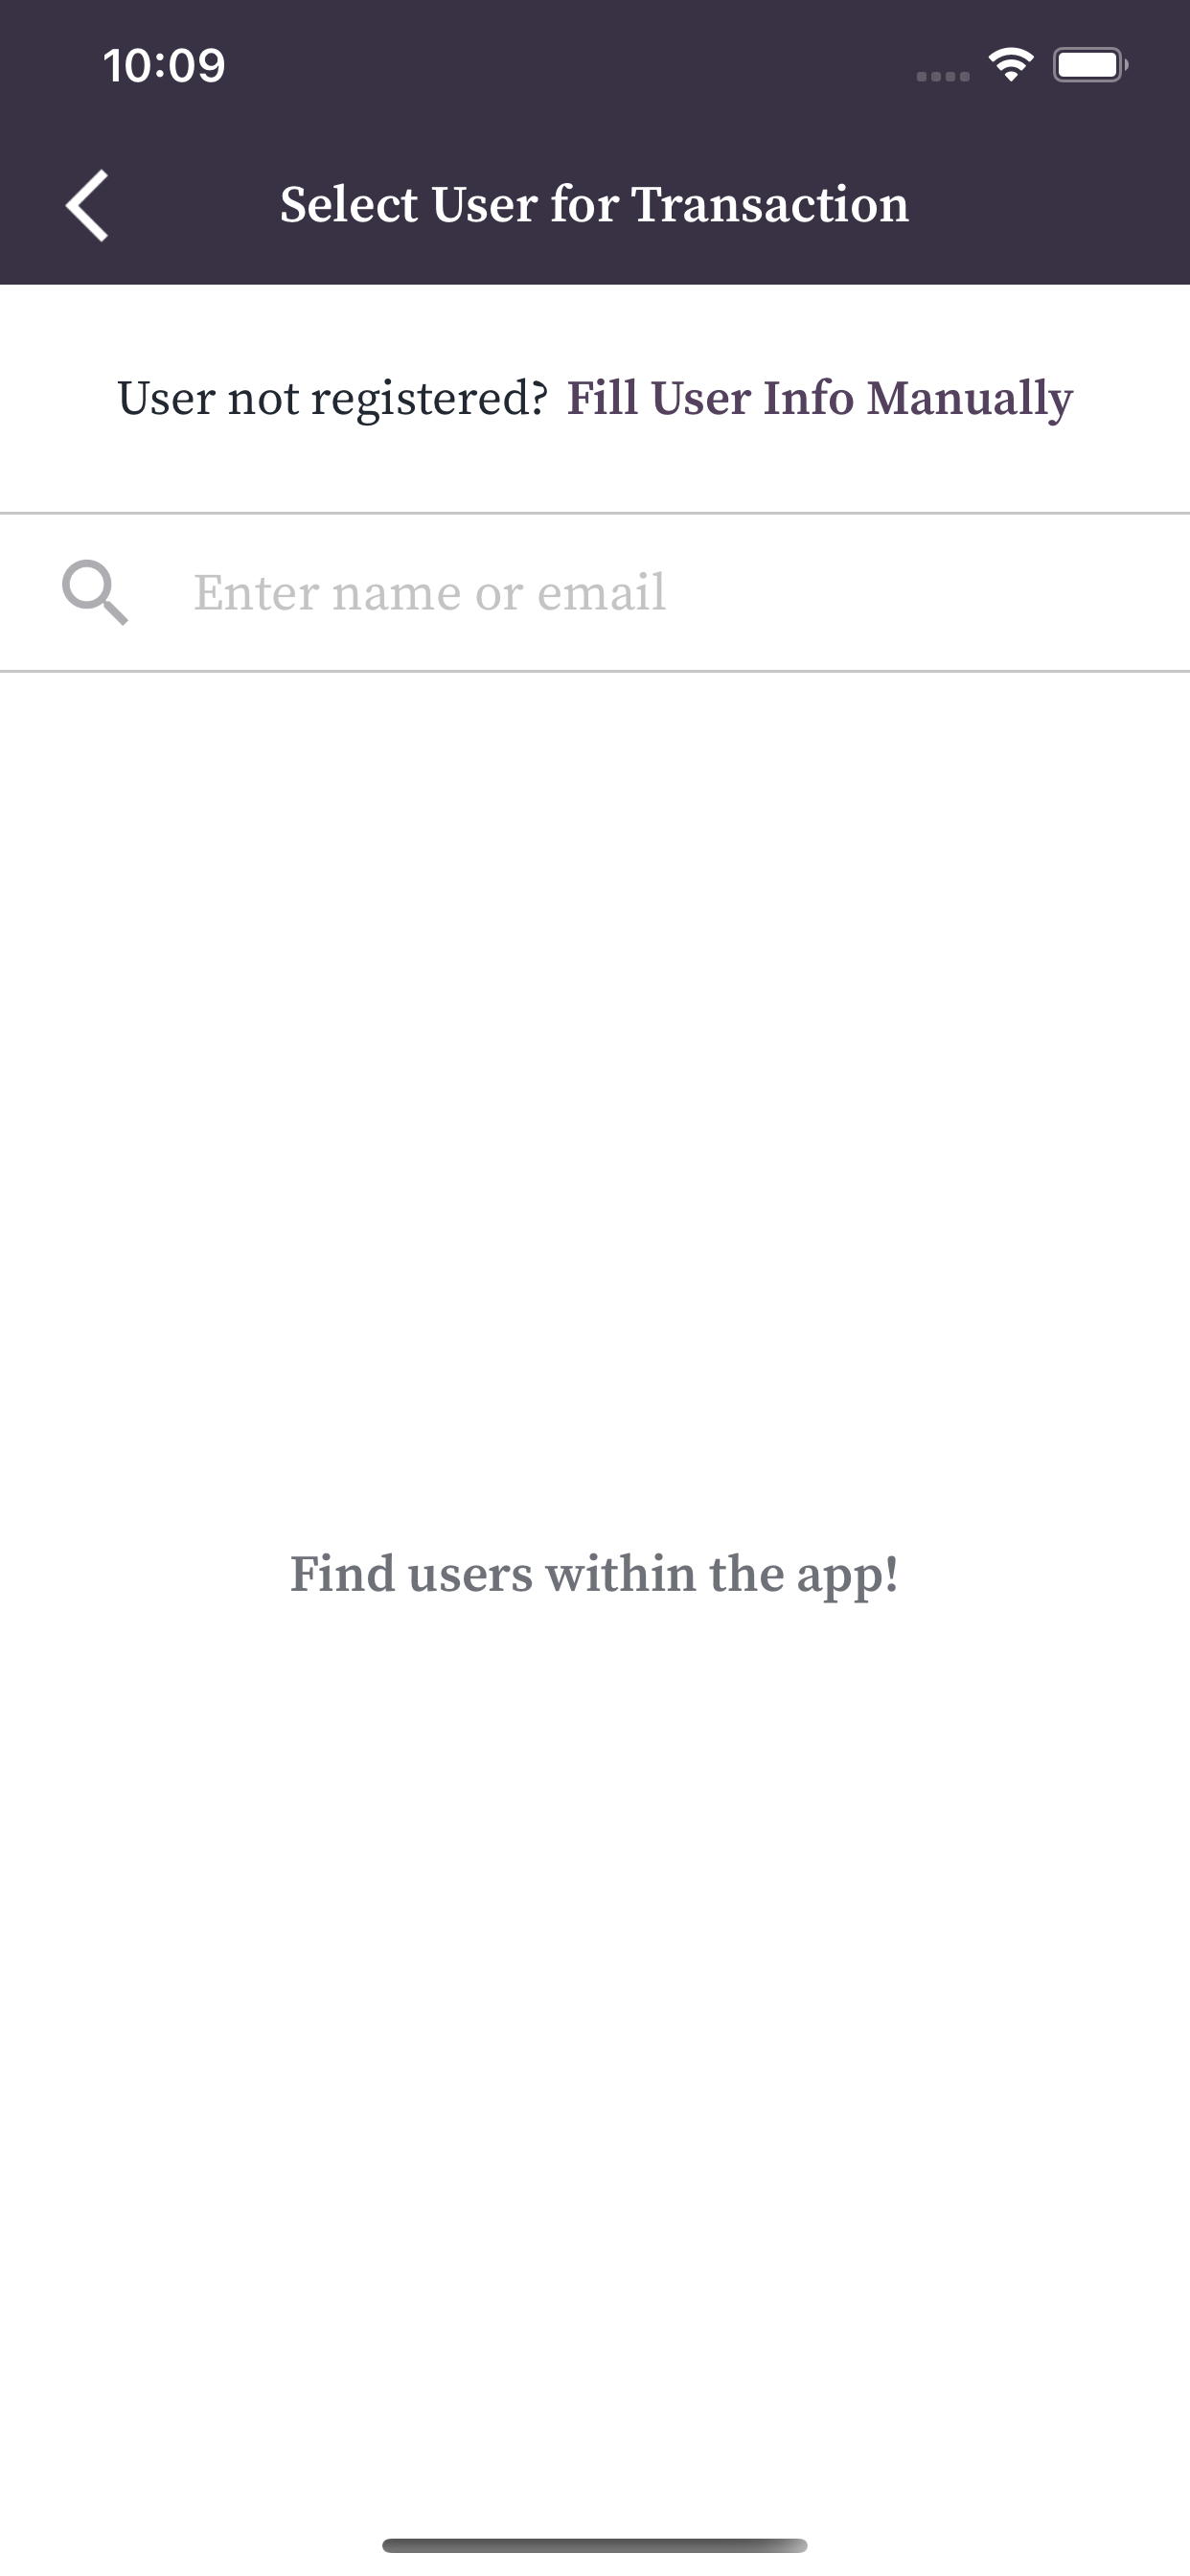 10:09
Select User for Transaction
User not registered? Fill User Info Manually
Enter name or email
Find users within the app!